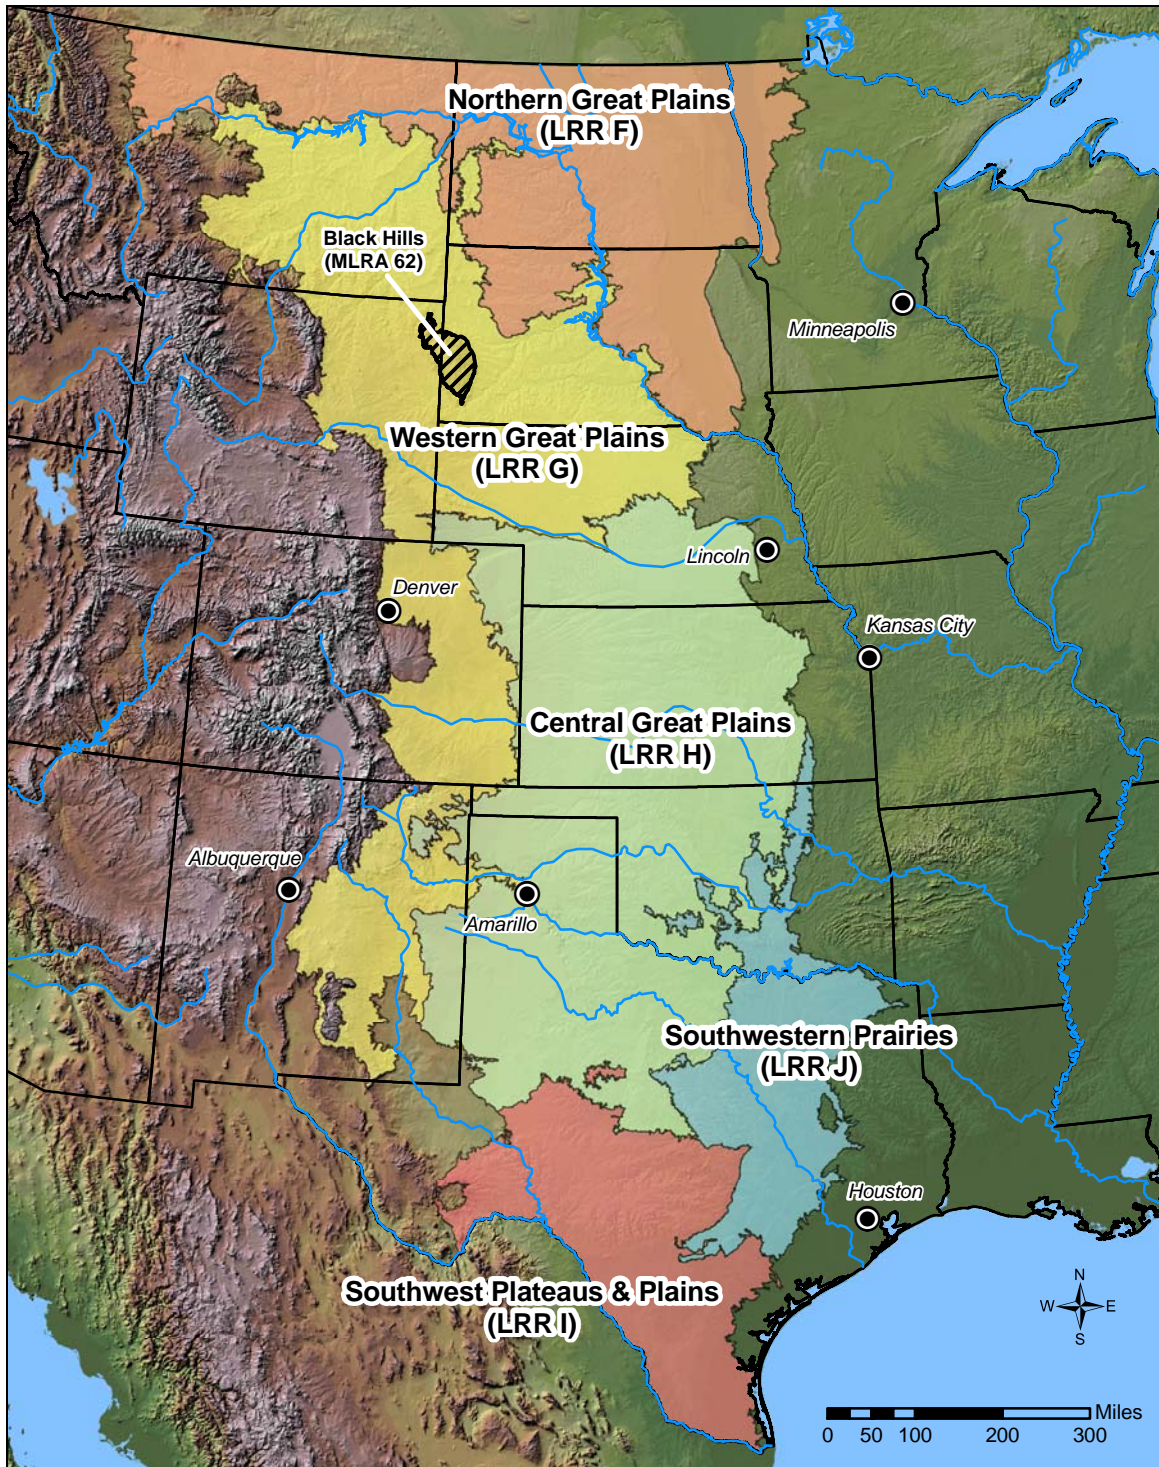 Northern Great Plains
(LRR F)
Black Hills
(MLRA 62)
Minneapolis
Western Great Plains
(LRR G)
Lincoln
Denver
Kansas City
Central Great Plains
(LRR H)
Albuquerque
Amarillo
Southwestern Prairies
(LRR J)
Houston
Southwest Plateaus & Plains
(LRR I)
N
W E
S
Miles
0 50 100 200 300